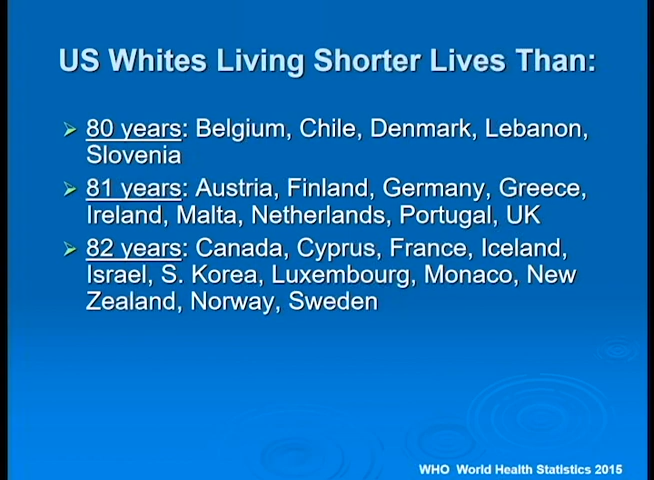 US Whites Living Shorter Lives Than:
80 years: Belgium, Chile, Denmark, Lebanon,
Slovenia
81 years: Austria, Finland, Germany, Greece,
Ireland, Malta, Netherlands, Portugal, UK
82 years: Canada, Cyprus, France, Iceland,
Israel, S. Korea, Luxembourg, Monaco, New
Zealand, Norway, Sweden
WHO World Health Statistics 2015